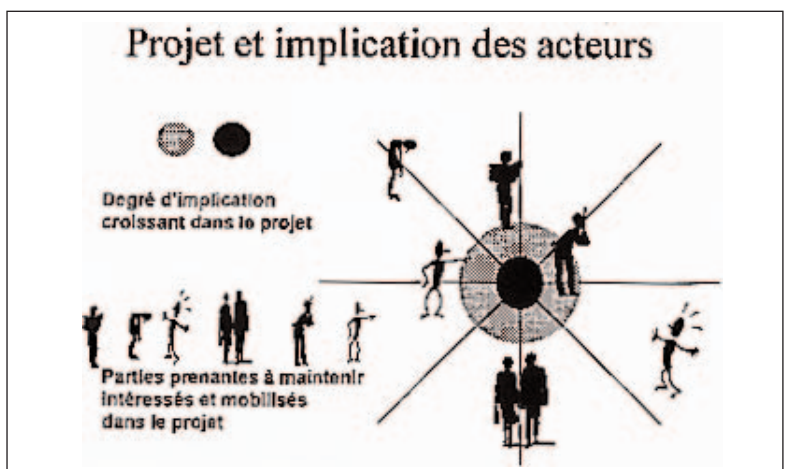 Projet et implication des acteurs
Degré d'implication
croissant dans le projet
Parties prenantes à maintenir
intéressés et mobilisés
dans le projet